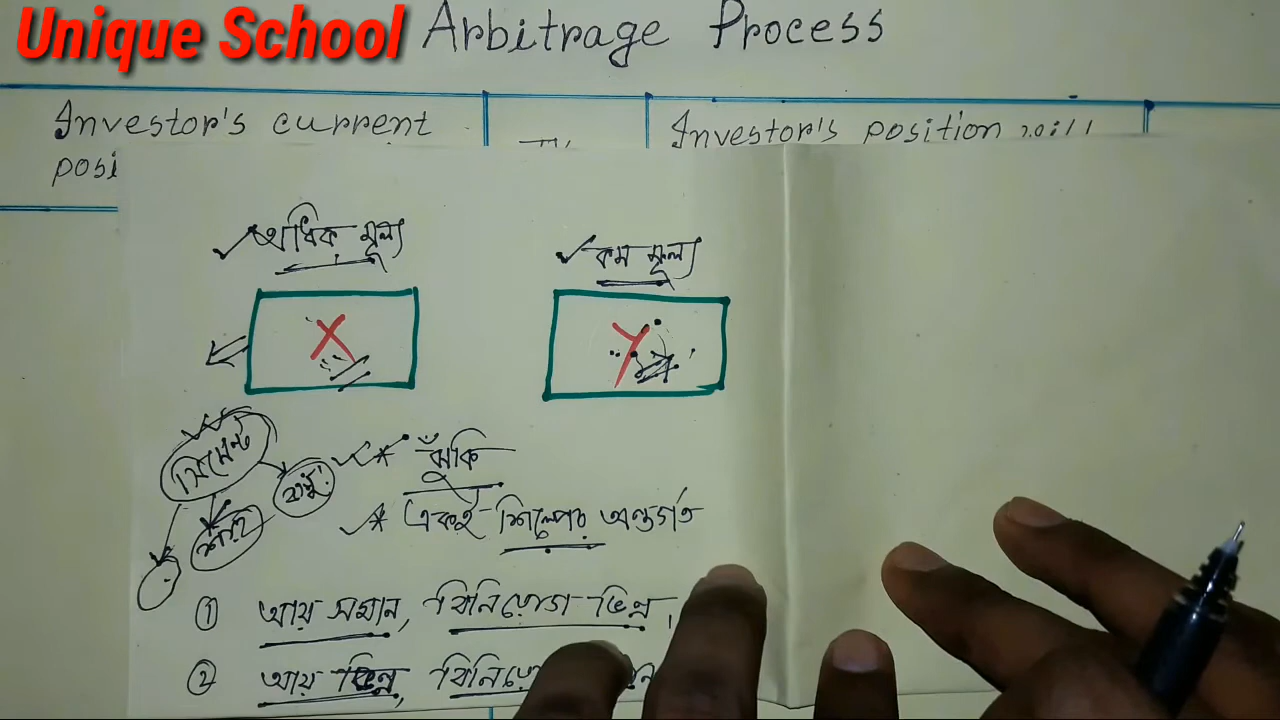 Unique School Arbitrage Process
Investor's current
Investor's position will
posi
অধিক মূল্য
কম মূল্য
X
Y
সিমেন্ট
* ঝুঁকি
* একই শিল্পের অন্তর্গত
① আয় সমান, বিনিয়োগ ভিন্ন,
② আয় ভিন্ন,